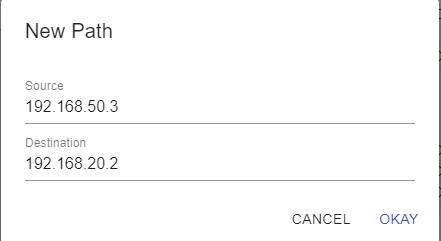 New Path
Source
192.168.50.3
Destination
192.168.20.2
CANCEL OKAY